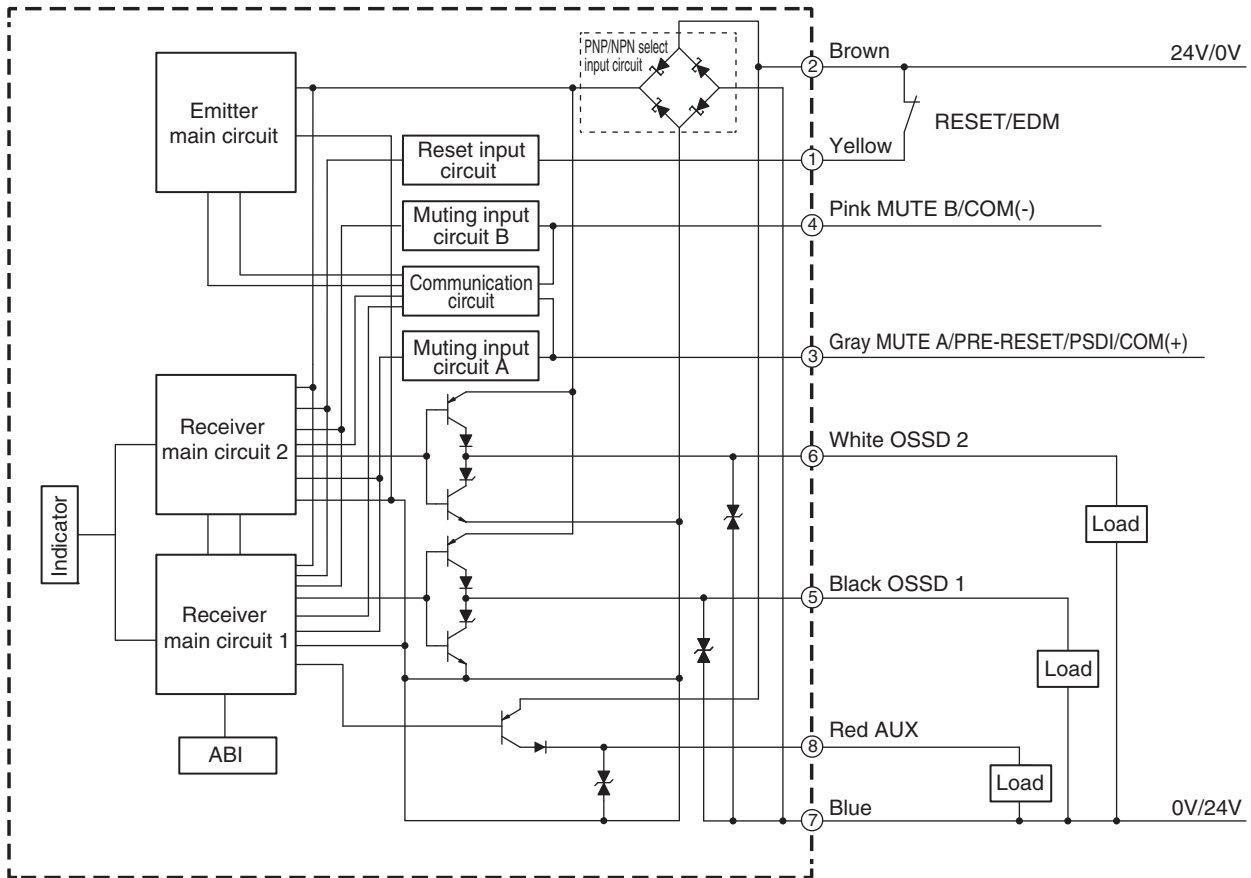 PNP/NPN select
input circuit
Brown
24V/0V
2
Emitter
main circuit
RESET/EDM
Yellow
1
Reset input
circuit
Pink MUTE B/COM(-)
4
Muting input
circuit B
Communication
circuit
Gray MUTE A/PRE-RESET/PSDI/COM(+)
3
Muting input
circuit A
Receiver
main circuit 2
White OSSD 2
6
Load
Indicator
Black OSSD 1
5
Receiver
main circuit 1
Load
Red AUX
8
ABI
Load
Blue
0V/24V
7